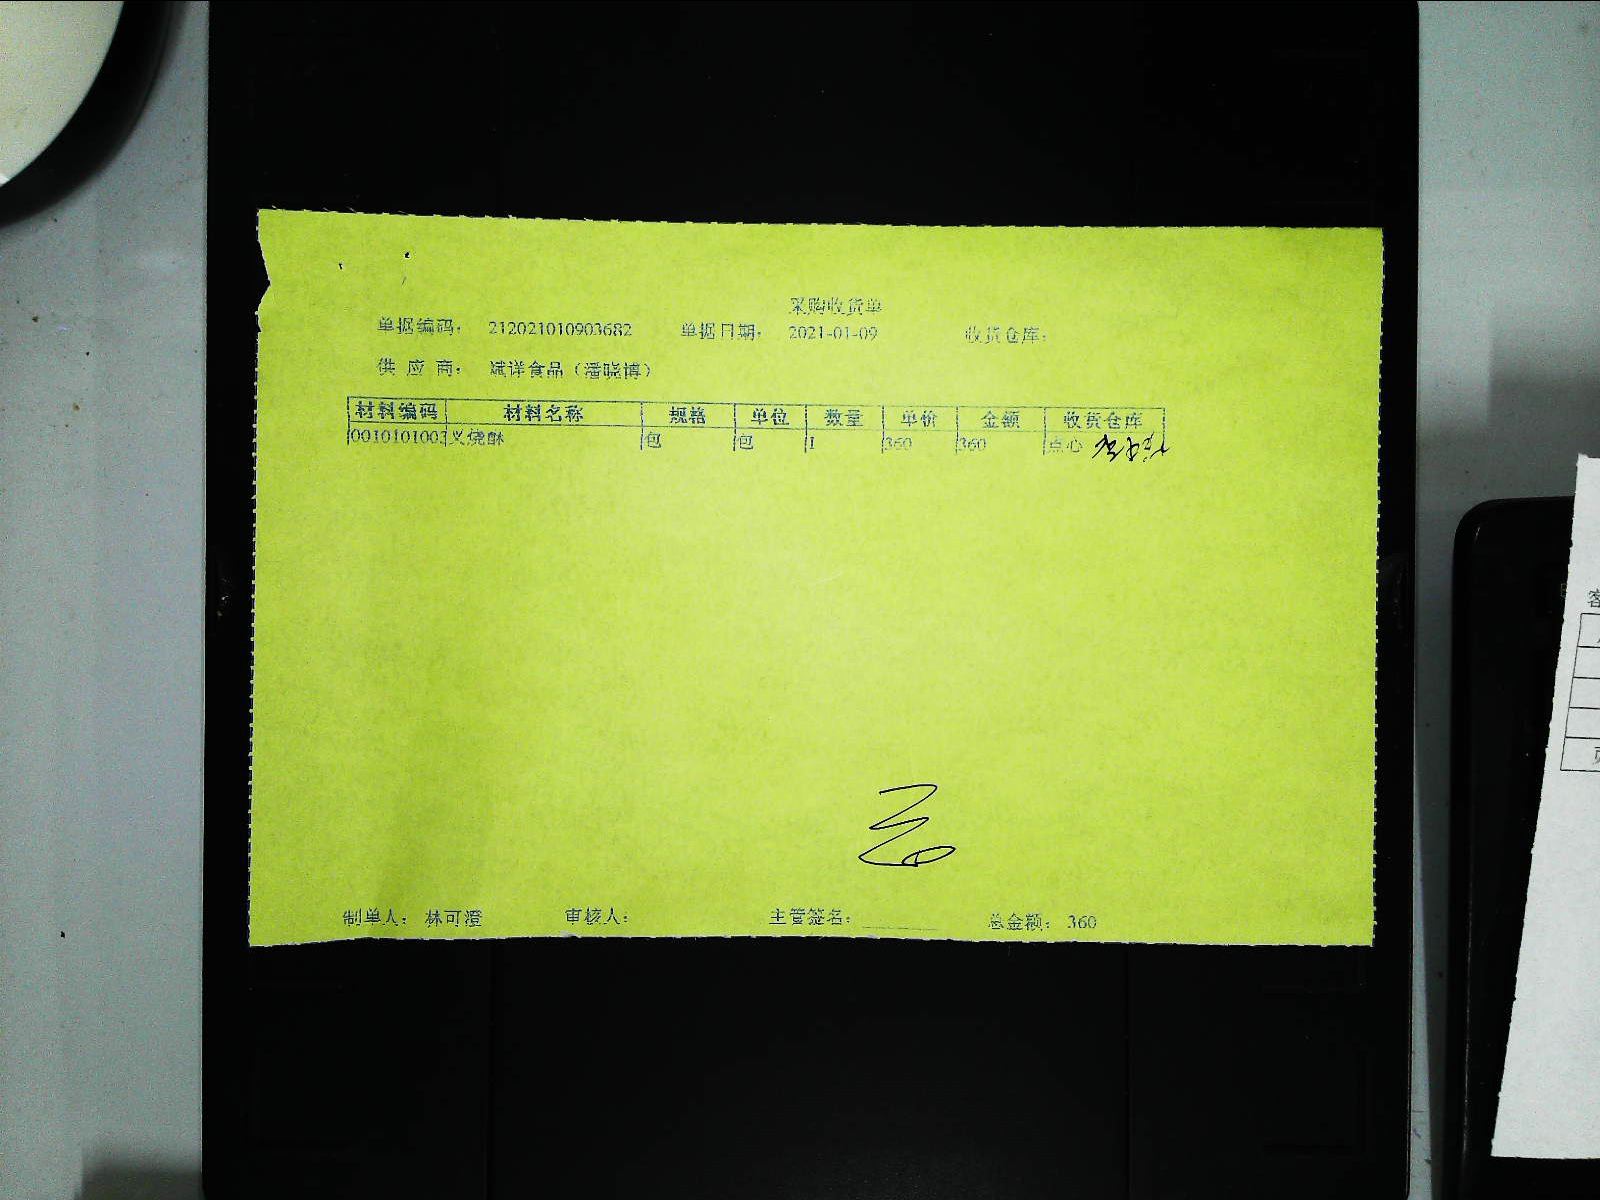 采购收货单
单据编码： 212021010903682 单据日期： 2021-01-09 收货仓库：
供 应 商： 斌洋食品（潘晓博）
材料编码 材料名称 规格 单位 数量 单价 金额 收货仓库
0010101003 叉烧酥 包 包 1 360 360 点心
制单人： 林可澄 审核人： 主管签名： 总金额： 360